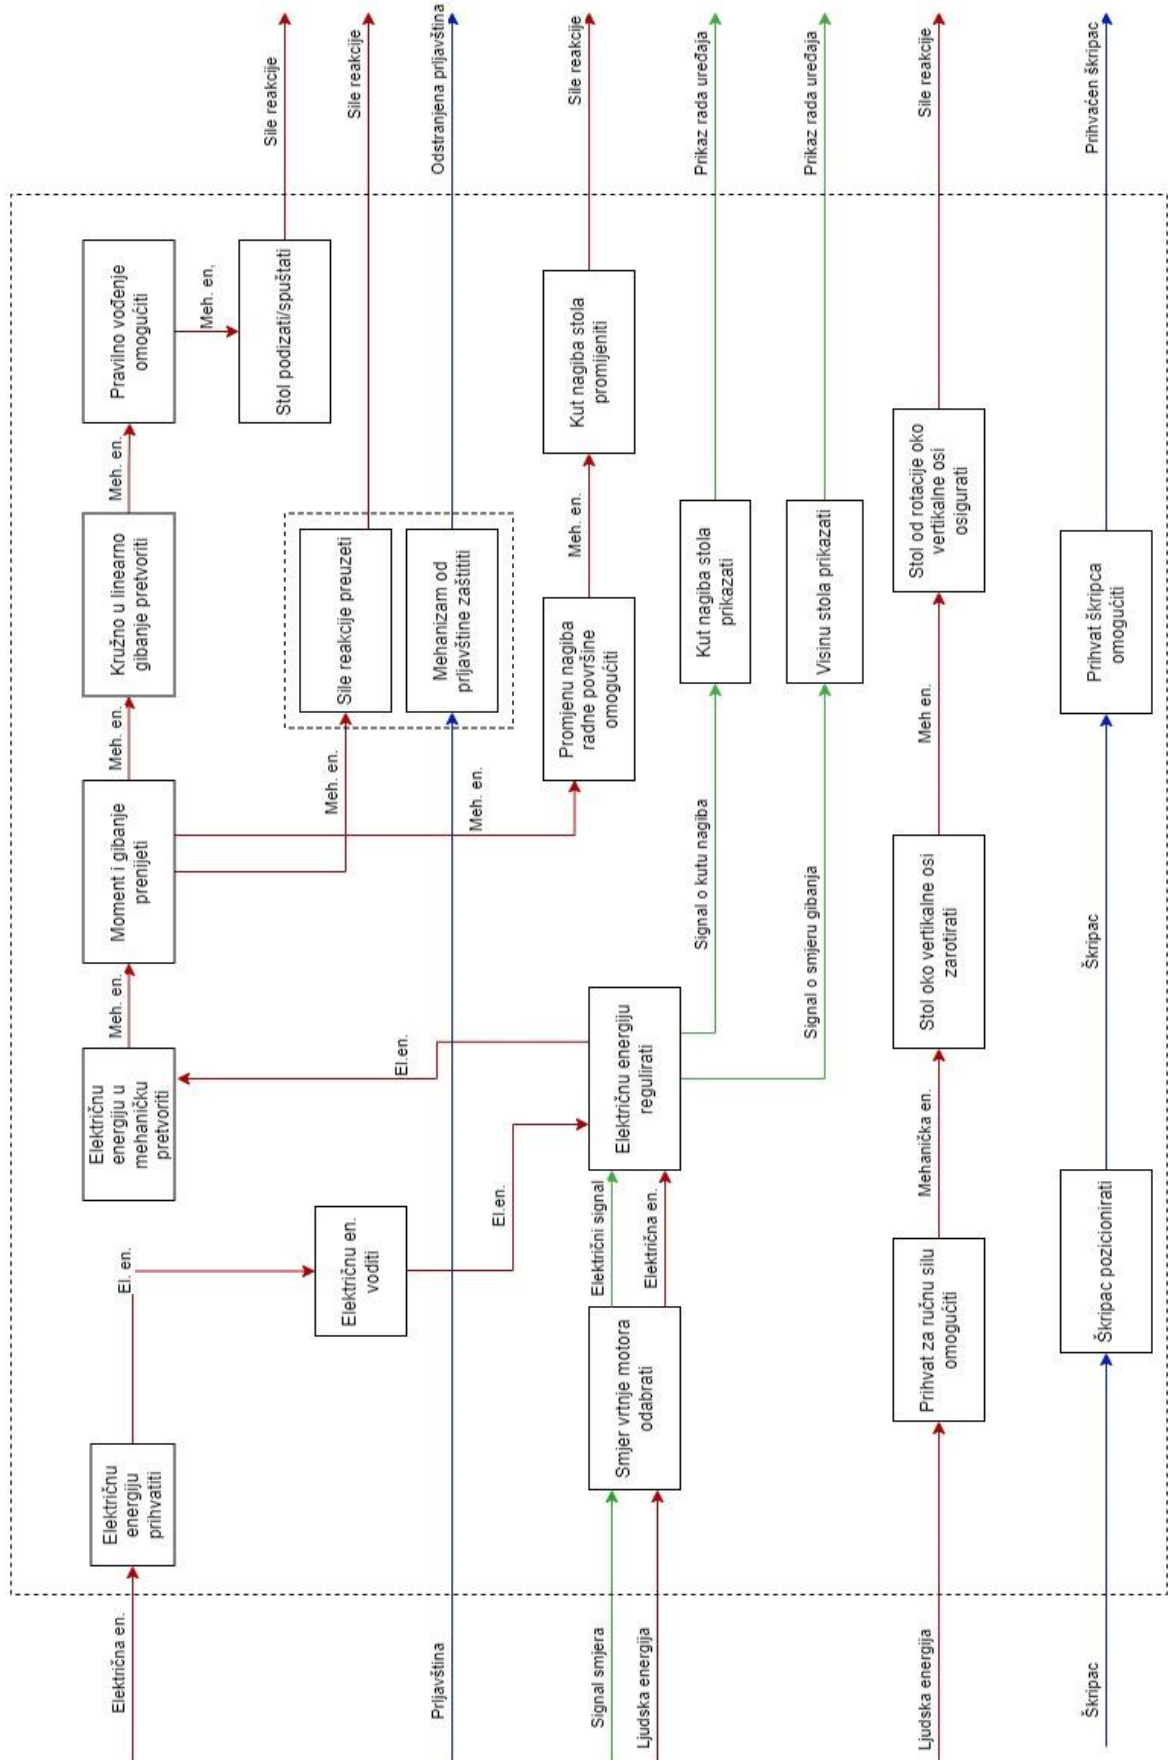 Električna en.
Električnu
energiju
prihvatiti
El. en.
Električnu en.
voditi
El.en.
Električnu
energiju u
mehaničku
pretvoriti
El.en.
Meh. en.
Moment i gibanje
prenijeti
Meh. en.
Kružno u linearno
gibanje pretvoriti
Meh. en.
Pravilno vođenje
omogućiti
Meh. en,
Stol podizati/spuštati
Sile reakcije
Meh. en.
Sile reakcije preuzeti
Sile reakcije
Prljavština
Mehanizam od
prljavštine zaštititi
Odstranjena prljavština
Meh. en.
Promjenu nagiba
radne površine
omogućiti
Meh. en.
Kut nagiba stola
promijeniti
Sile reakcije
Signal smjera
Ljudska energija
Smjer vrtnje motora
odabrati
Električni signal
Električna en.
Električnu energiju
regulirati
Signal o kutu nagiba
Kut nagiba stola
prikazati
Prikaz rada uređaja
Signal o smjeru gibanja
Visinu stola prikazati
Prikaz rada uređaja
Ljudska energija
Prihvat za ručnu silu
omogućiti
Mehanička en.
Stol oko vertikalne osi
zarotirati
Meh en.
Stol od rotacije oko
vertikalne osi
osigurati
Sile reakcije
Škripac
Škripac pozicionirati
Škripac
Prihvat škripca
omogućiti
Prihvaćen škripac